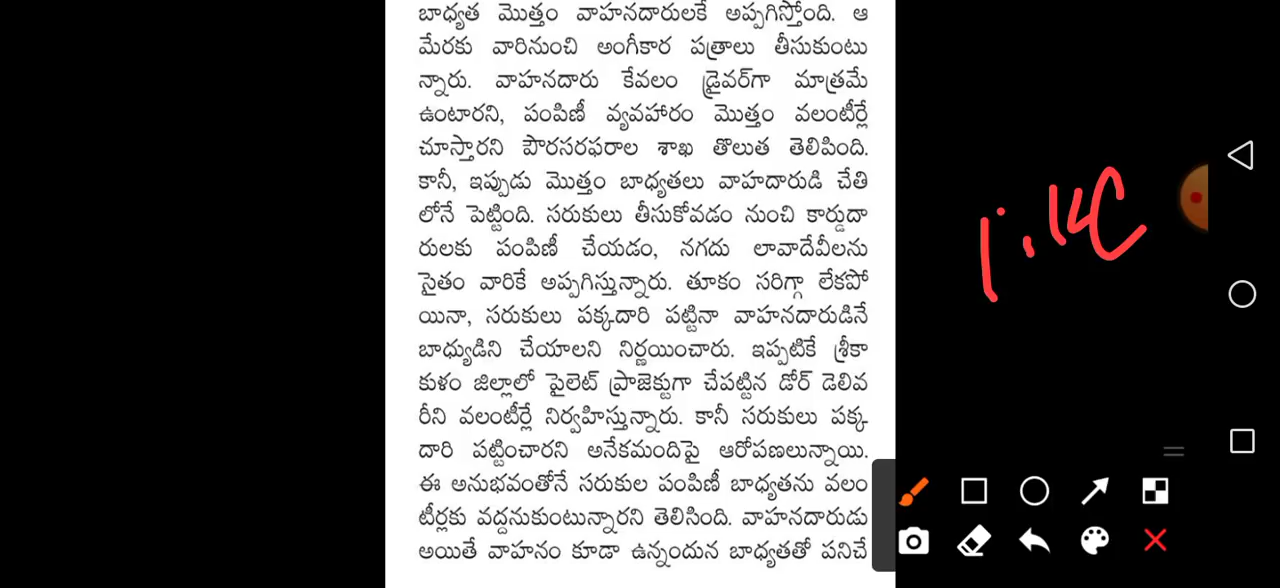 బాధ్యత మొత్తం వాహనదారులకే అప్పగిస్తోంది. ఆ
మేరకు వారినుంచి అంగీకార పత్రాలు తీసుకుంటు
న్నారు. వాహనదారు కేవలం డ్రైవర్‌గా మాత్రమే
ఉంటారని, పంపిణీ వ్యవహారం మొత్తం వలంటీర్లే
చూస్తారని పౌరసరఫరాల శాఖ తొలుత తెలిపింది.
కానీ, ఇప్పుడు మొత్తం బాధ్యతలు వాహదారుడి చేతి
లోనే పెట్టింది. సరుకులు తీసుకోవడం నుంచి కార్డుదా
రులకు పంపిణీ చేయడం, నగదు లావాదేవీలను
సైతం వారికే అప్పగిస్తున్నారు. తూకం సరిగ్గా లేకపో
యినా, సరుకులు పక్కదారి పట్టినా వాహనదారుడినే
బాధ్యుడిని చేయాలని నిర్ణయించారు. ఇప్పటికే శ్రీకా
కుళం జిల్లాలో పైలెట్ ప్రాజెక్టుగా చేపట్టిన డోర్ డెలివ
రీని వలంటీర్లే నిర్వహిస్తున్నారు. కానీ సరుకులు పక్క
దారి పట్టించారని అనేకమందిపై ఆరోపణలున్నాయి.
ఈ అనుభవంతోనే సరుకుల పంపిణీ బాధ్యతను వలం
టీర్లకు వద్దనుకుంటున్నారని తెలిసింది. వాహనదారుడు
అయితే వాహనం కూడా ఉన్నందున బాధ్యతతో పనిచే